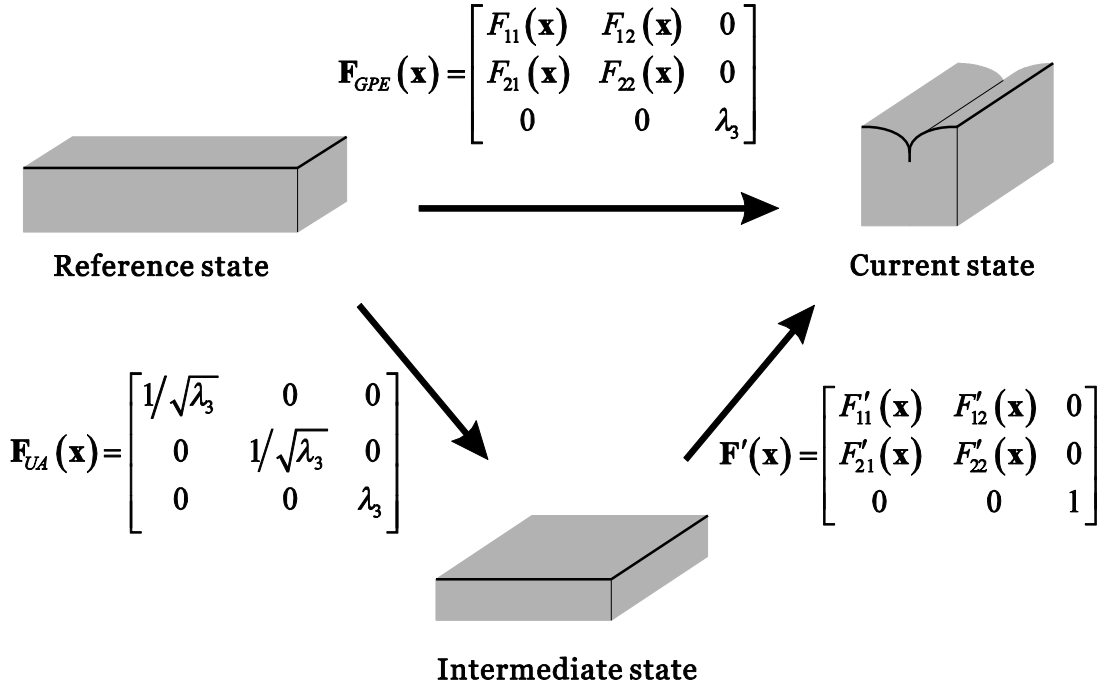 F_GPE(x) = [F₁₁(x) F₁₂(x) 0
F₂₁(x) F₂₂(x) 0
0 0 λ₃]
Reference state
Current state
F_UA(x) = [1/√λ₃ 0 0
0 1/√λ₃ 0
0 0 λ₃]
F′(x) = [F′₁₁(x) F′₁₂(x) 0
F′₂₁(x) F′₂₂(x) 0
0 0 1]
Intermediate state